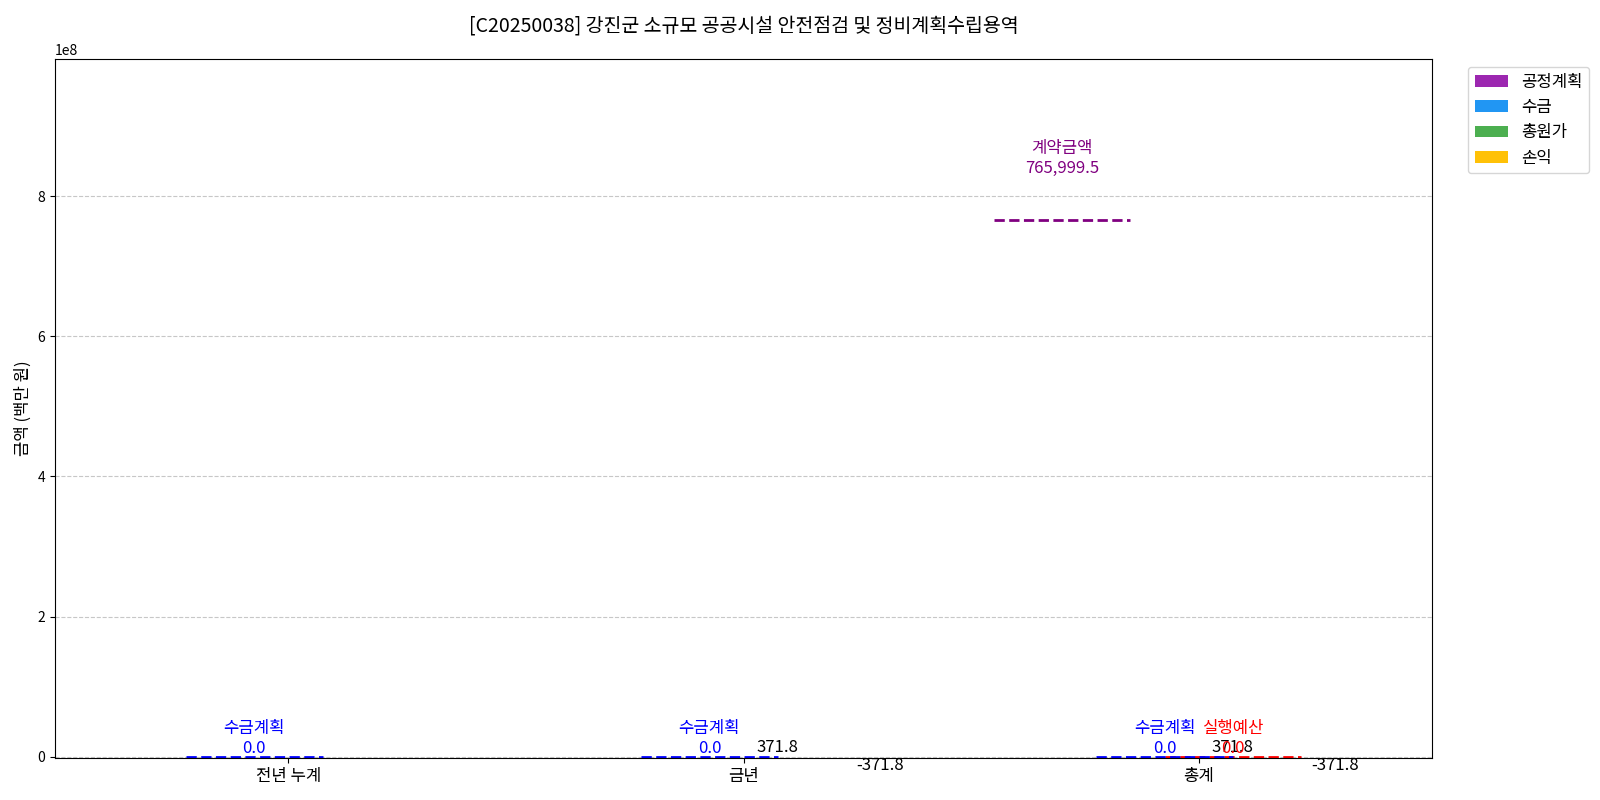 [C20250038] 강진군 소규모 공공시설 안전점검 및 정비계획수립용역
1e8
공정계획
수금
총원가
손익
계약금액
765,999.5
8
6
4
2
0
금액 (백만 원)
수금계획
0.0
수금계획
0.0
371.8
-371.8
수금계획
0.0
실행예산
0.0
371.8
-371.8
전년 누계
금년
총계